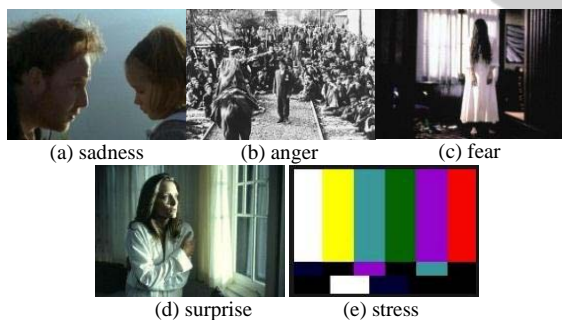 (a) sadness
(b) anger
(c) fear
(d) surprise
(e) stress